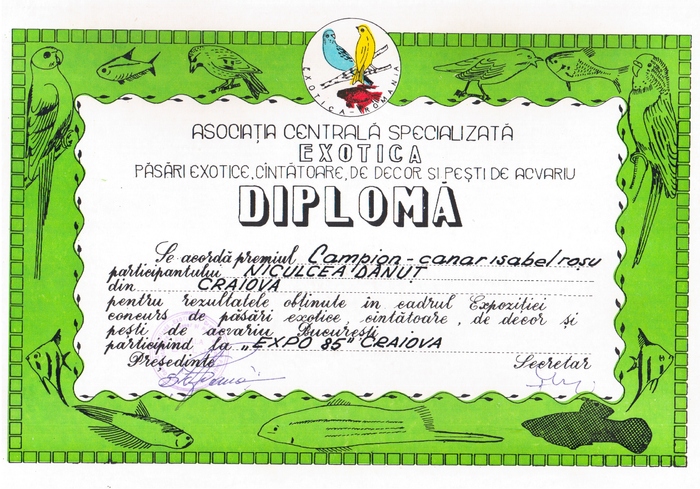 EXOTICA - ROMANIA
ASOCIAȚIA CENTRALĂ SPECIALIZATĂ
EXOTICA
PĂSĂRI EXOTICE, CÎNTĂTOARE, DE DECOR ȘI PEȘTI DE ACVARIU
DIPLOMĂ
Se acordă premiul Campion - canar isabel roșu
participantului NICULCEA DĂNUȚ
din CRAIOVA
pentru rezultatele obținute în cadrul Expoziției
concurs de păsări exotice, cîntătoare, de decor și
pești de acvariu București
participînd la „EXPO 85" CRAIOVA
Președinte Secretar